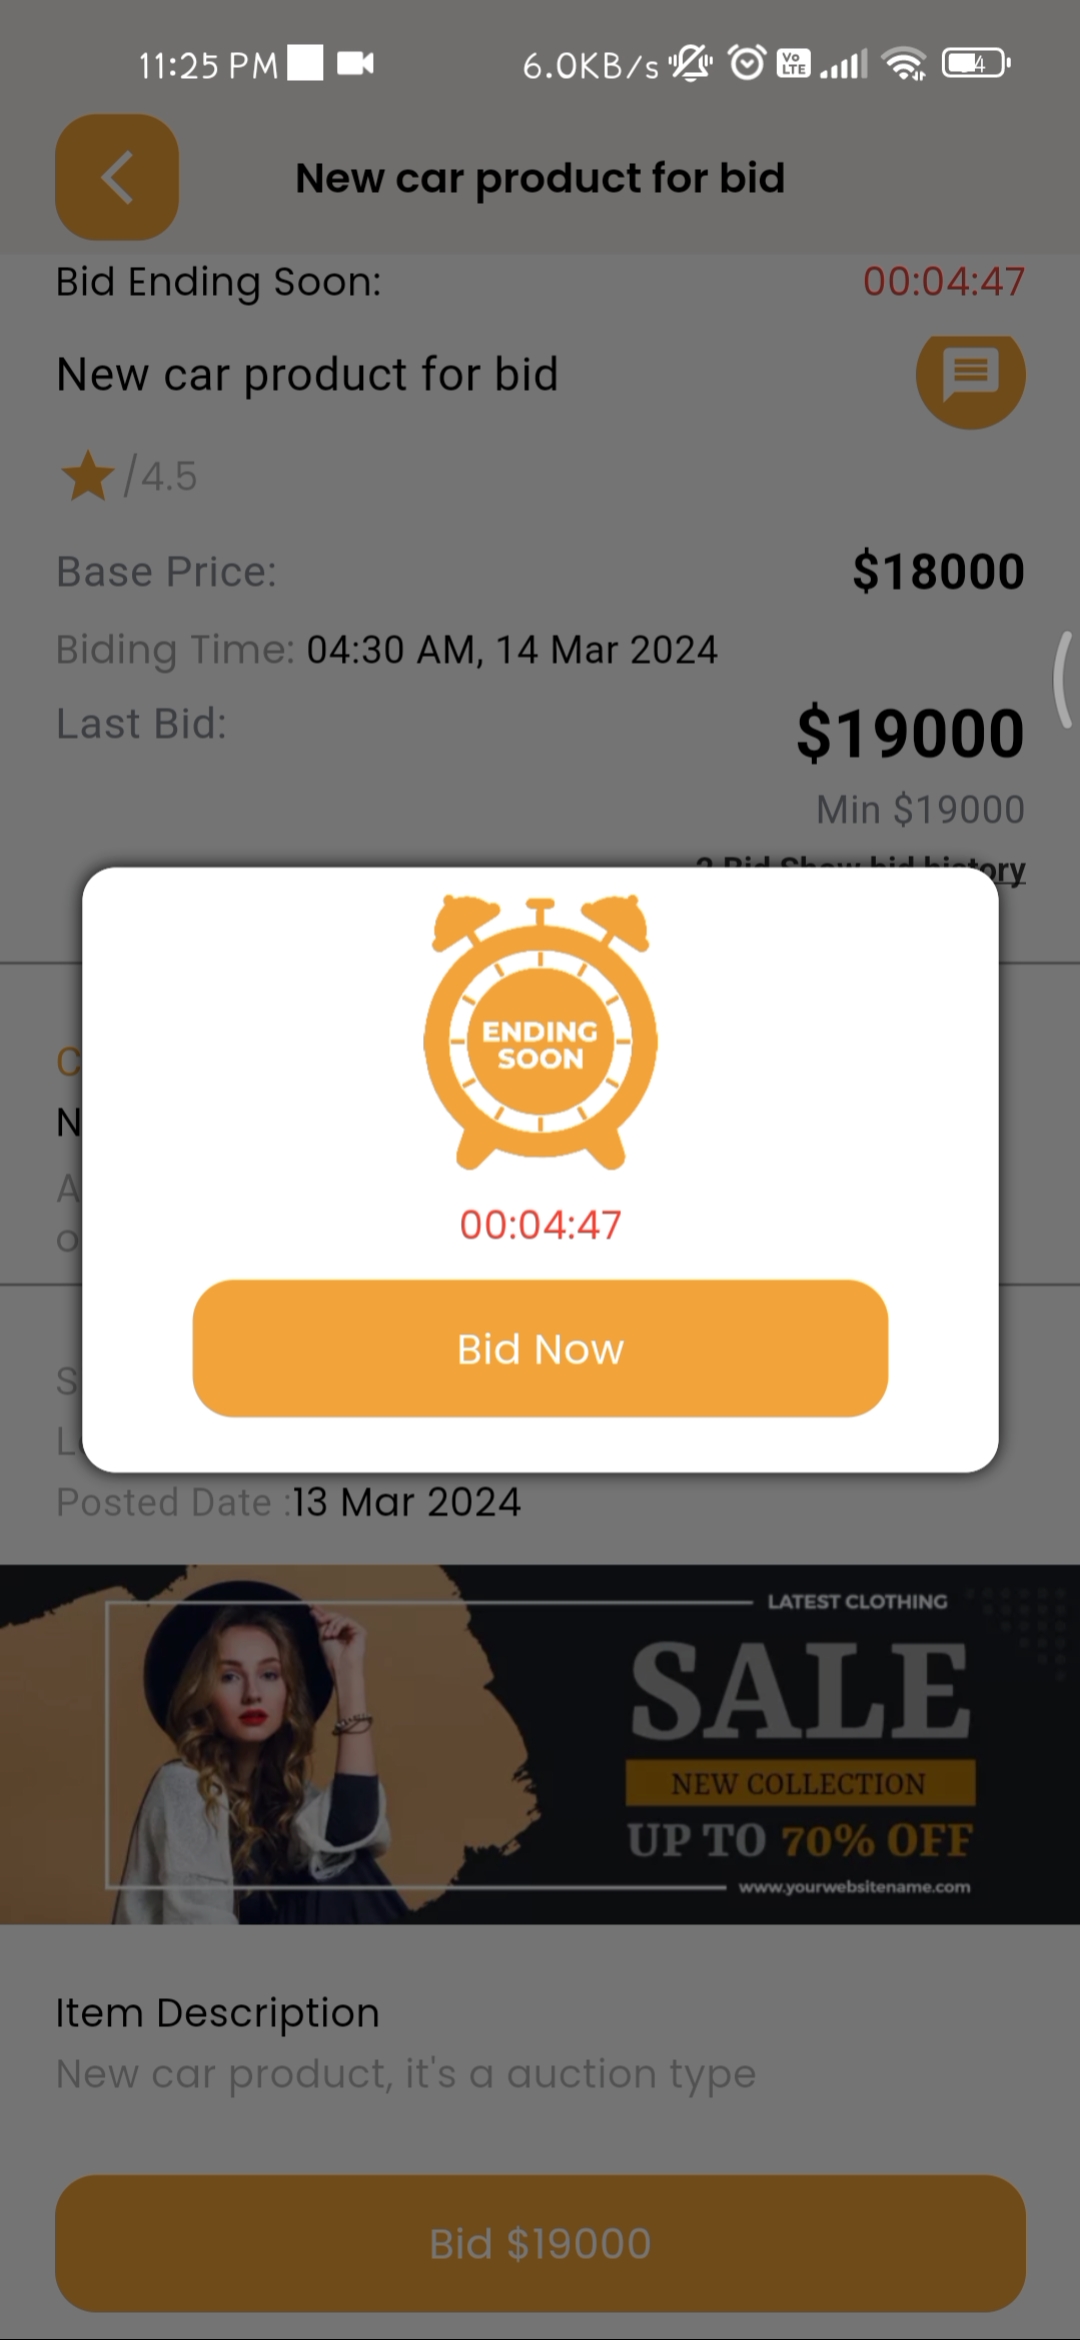 11:25 PM 6.0KB/s Vo LTE
New car product for bid
Bid Ending Soon: 00:04:47
New car product for bid
/4.5
Base Price: $18000
Biding Time: 04:30 AM, 14 Mar 2024
Last Bid: $19000
Min $19000
Bid Show bid history
ENDING
SOON
C
N
A
o
00:04:47
Bid Now
S
L
Posted Date :13 Mar 2024
LATEST CLOTHING
SALE
NEW COLLECTION
UP TO 70% OFF
www.yourwebsitename.com
Item Description
New car product, it's a auction type
Bid $19000